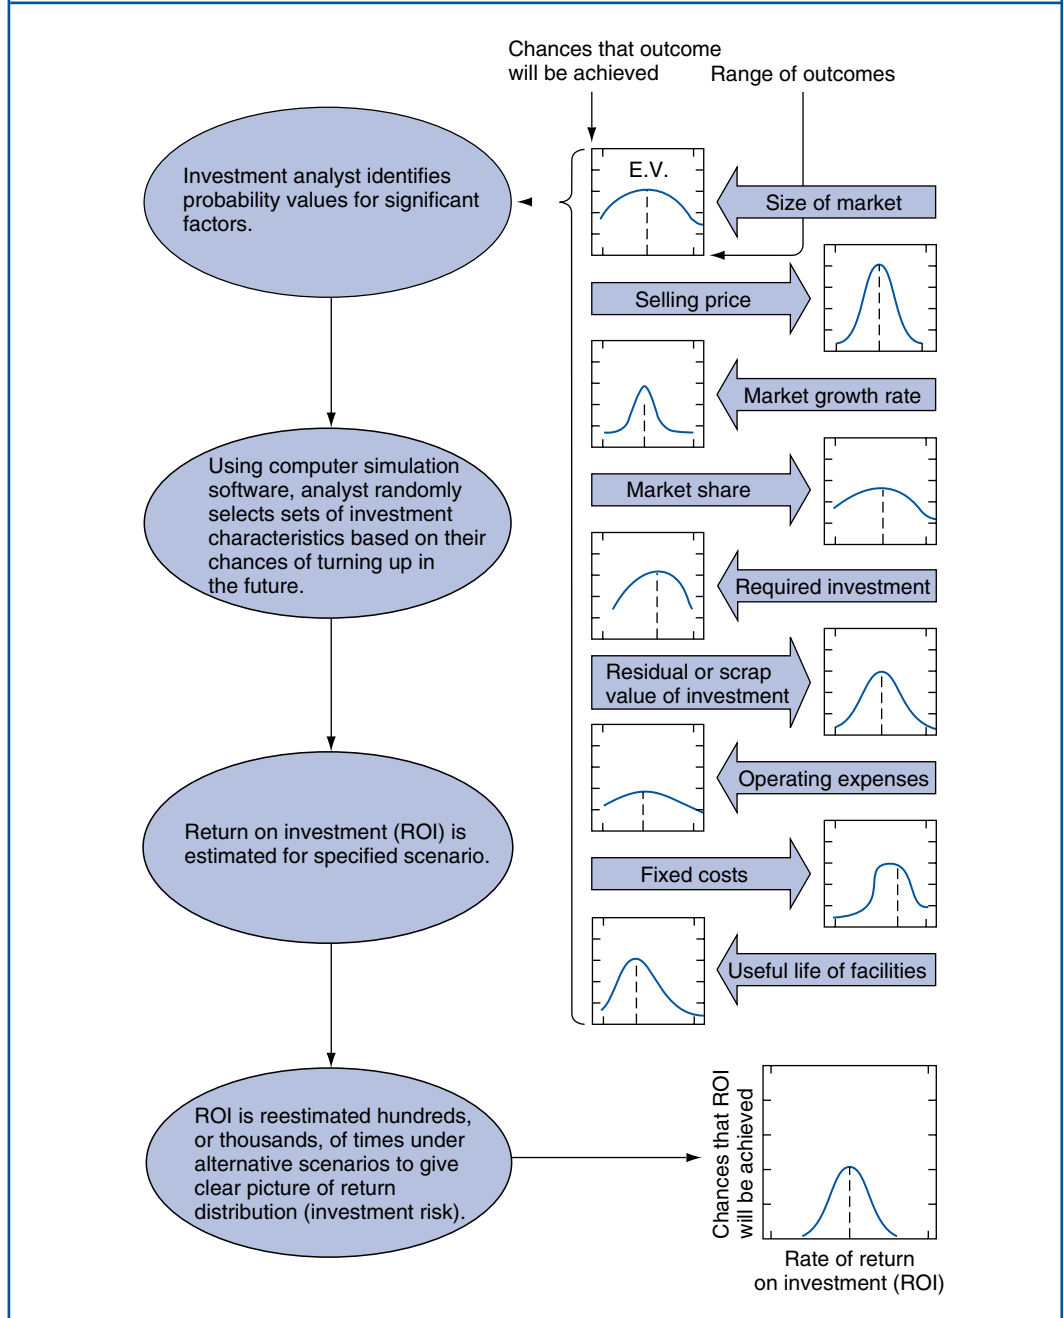 Chances that outcome
will be achieved
Range of outcomes
Investment analyst identifies
probability values for significant
factors.
E.V.
Size of market
Selling price
Market growth rate
Using computer simulation
software, analyst randomly
selects sets of investment
characteristics based on their
chances of turning up in
the future.
Market share
Required investment
Residual or scrap
value of investment
Operating expenses
Return on investment (ROI) is
estimated for specified scenario.
Fixed costs
Useful life of facilities
ROI is reestimated hundreds,
or thousands, of times under
alternative scenarios to give
clear picture of return
distribution (investment risk).
Chances that ROI
will be achieved
Rate of return
on investment (ROI)